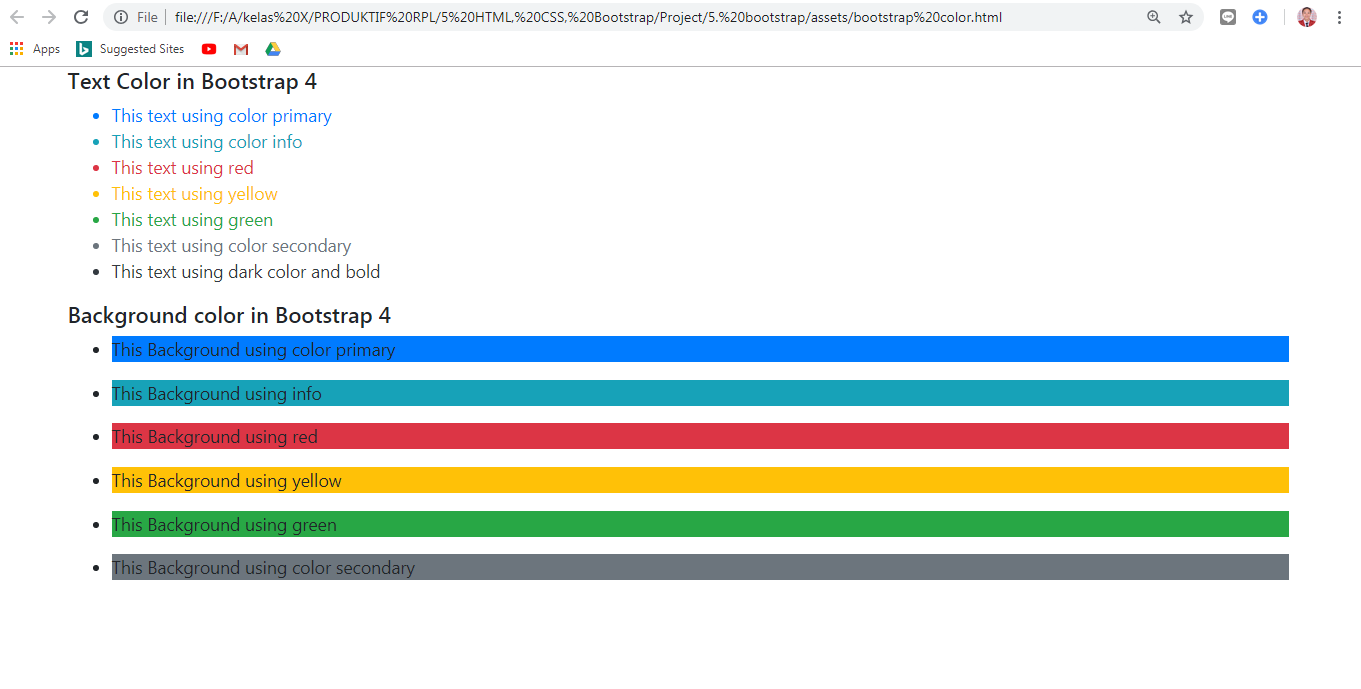 File file:///F:/A/kelas%20X/PRODUKTIF%20RPL/5%20HTML,%20CSS,%20Bootstrap/Project/5.%20bootstrap/assets/bootstrap%20color.html
Apps Suggested Sites
Text Color in Bootstrap 4
This text using color primary
This text using color info
This text using red
This text using yellow
This text using green
This text using color secondary
This text using dark color and bold
Background color in Bootstrap 4
This Background using color primary
This Background using info
This Background using red
This Background using yellow
This Background using green
This Background using color secondary